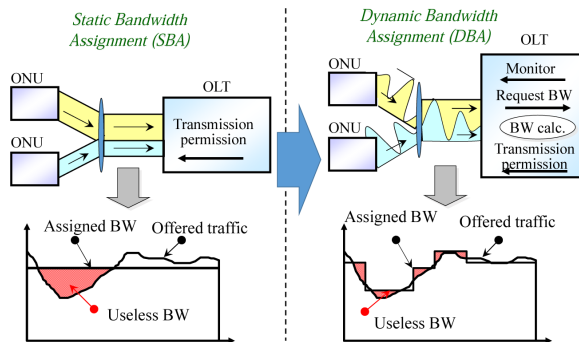 Static Bandwidth
Assignment (SBA)
ONU
OLT
Transmission
permission
ONU
Assigned BW
Offered traffic
Useless BW
Dynamic Bandwidth
Assignment (DBA)
OLT
ONU
Monitor
Request BW
BW calc.
ONU
Transmission
permission
Assigned BW
Offered traffic
Useless BW